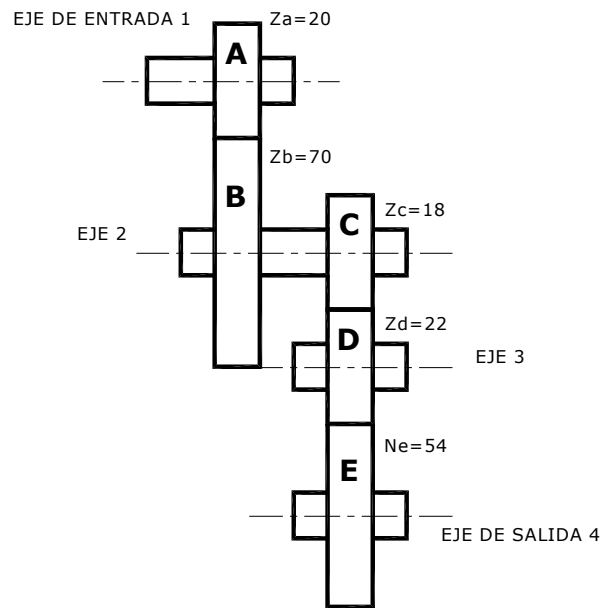 EJE DE ENTRADA 1
Za=20
A
Zb=70
B
Zc=18
C
EJE 2
Zd=22
D
EJE 3
Ne=54
E
EJE DE SALIDA 4